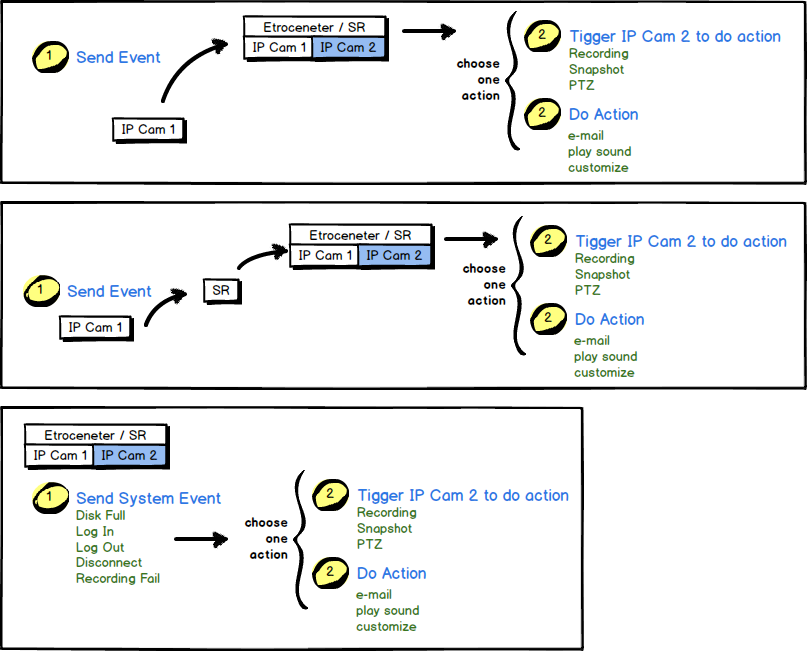 1
Send Event
IP Cam 1
Etroceneter / SR
IP Cam 1 IP Cam 2
choose
one
action
2
Tigger IP Cam 2 to do action
Recording
Snapshot
PTZ
2
Do Action
e-mail
play sound
customize
1
Send Event
IP Cam 1
SR
Etroceneter / SR
IP Cam 1 IP Cam 2
choose
one
action
2
Tigger IP Cam 2 to do action
Recording
Snapshot
PTZ
2
Do Action
e-mail
play sound
customize
Etroceneter / SR
IP Cam 1 IP Cam 2
1
Send System Event
Disk Full
Log In
Log Out
Disconnect
Recording Fail
choose
one
action
2
Tigger IP Cam 2 to do action
Recording
Snapshot
PTZ
2
Do Action
e-mail
play sound
customize